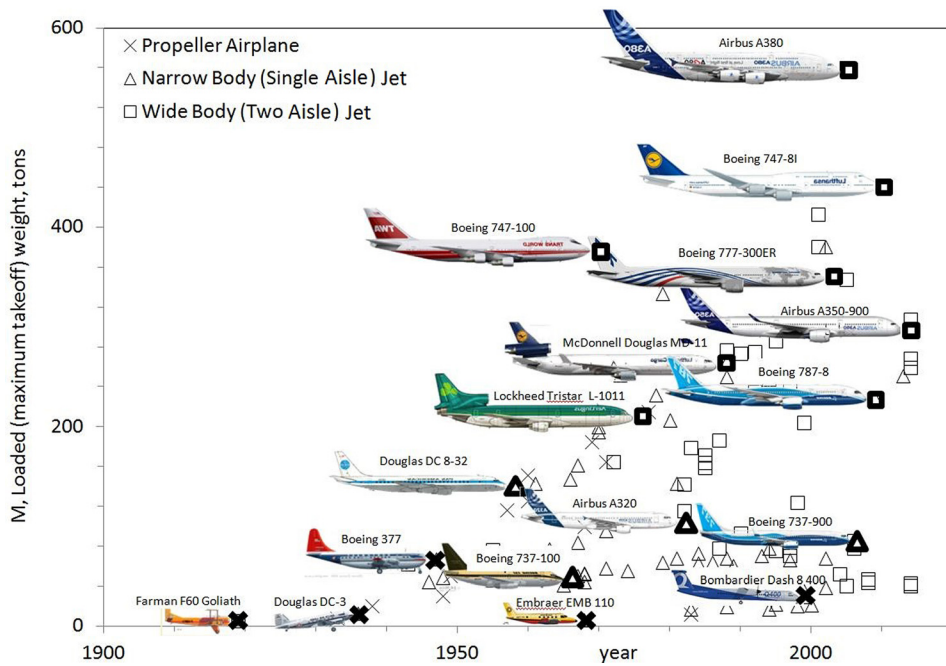 600
Propeller Airplane
Narrow Body (Single Aisle) Jet
Wide Body (Two Aisle) Jet
Airbus A380
Boeing 747-8I
400
Boeing 747-100
Boeing 777-300ER
Airbus A350-900
McDonnell Douglas MD-11
Boeing 787-8
Lockheed Tristar L-1011
200
Douglas DC 8-32
Airbus A320
Boeing 737-900
Boeing 377
Boeing 737-100
Bombardier Dash 8 400
Farman F60 Goliath
Douglas DC-3
Embraer EMB 110
0
1900
1950
year
2000
M, Loaded (maximum takeoff) weight, tons